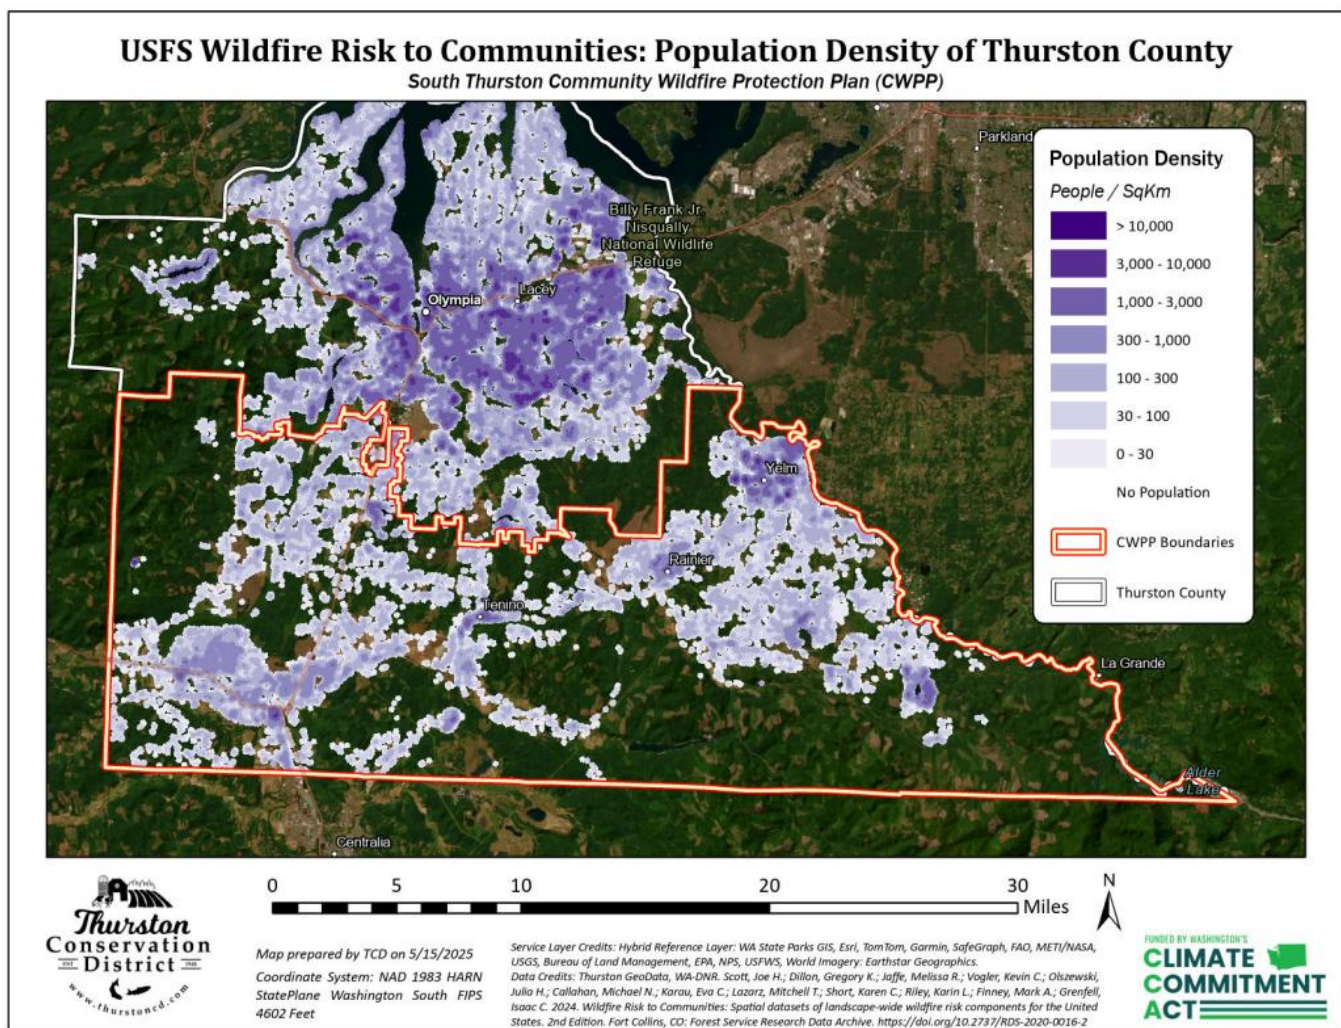 USFS Wildfire Risk to Communities: Population Density of Thurston County
South Thurston Community Wildfire Protection Plan (CWPP)
Parkland
Population Density
People / SqKm
> 10,000
3,000 - 10,000
1,000 - 3,000
300 - 1,000
100 - 300
30 - 100
0 - 30
No Population
CWPP Boundaries
Thurston County
Billy Frank Jr.
Nisqually
National Wildlife
Refuge
Olympia
Lacey
Yelm
Rainier
Tenino
La Grande
Alder
Lake
Centralia
0 5 10 20 30
Miles
N
Thurston
Conservation
EST District 1948
www.thurstoncd.com
Map prepared by TCD on 5/15/2025
Coordinate System: NAD 1983 HARN
StatePlane Washington South FIPS
4602 Feet
Service Layer Credits: Hybrid Reference Layer: WA State Parks GIS, Esri, TomTom, Garmin, SafeGraph, FAO, METI/NASA,
USGS, Bureau of Land Management, EPA, NPS, USFWS, World Imagery: Earthstar Geographics.
Data Credits: Thurston GeoData, WA-DNR. Scott, Joe H.; Dillon, Gregory K.; Jaffe, Melissa R.; Vogler, Kevin C.; Olszewski,
Julia H.; Callahan, Michael N.; Karau, Eva C.; Lazarz, Mitchell T.; Short, Karen C.; Riley, Karin L.; Finney, Mark A.; Grenfell,
Isaac C. 2024. Wildfire Risk to Communities: Spatial datasets of landscape-wide wildfire risk components for the United
States. 2nd Edition. Fort Collins, CO: Forest Service Research Data Archive. https://doi.org/10.2737/RDS-2020-0016-2
FUNDED BY WASHINGTON'S
CLIMATE
COMMITMENT
ACT